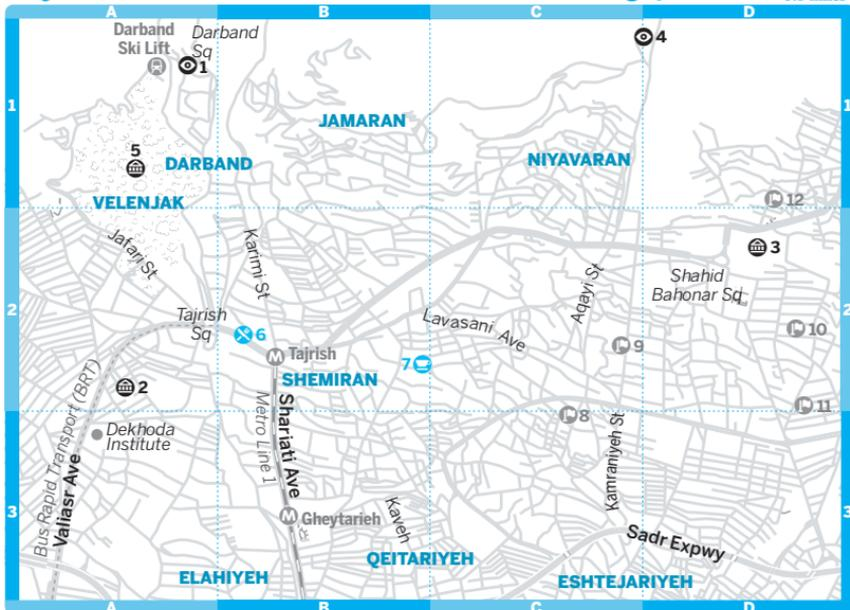 A
B
C
D
1
2
3
1
2
3
Darband
Ski Lift
Darband
Sq
1
4
JAMARAN
5
DARBAND
NIYAVARAN
VELENJAK
12
Jafari St
Karimi St
3
Aqayi St
Shahid
Bahonar Sq
Tajrish
Sq
6
Lavasani Ave
10
Tajrish
9
7
SHEMIRAN
2
11
8
Bus Rapid Transport (BRT)
Valiasr Ave
Dekhoda
Institute
Metro Line 1
Shariati Ave
Kamraniyeh St
Gheytarieh
Kaveh
Sadr Expwy
QEITARIYEH
ELAHIYEH
ESHTEJARIYEH